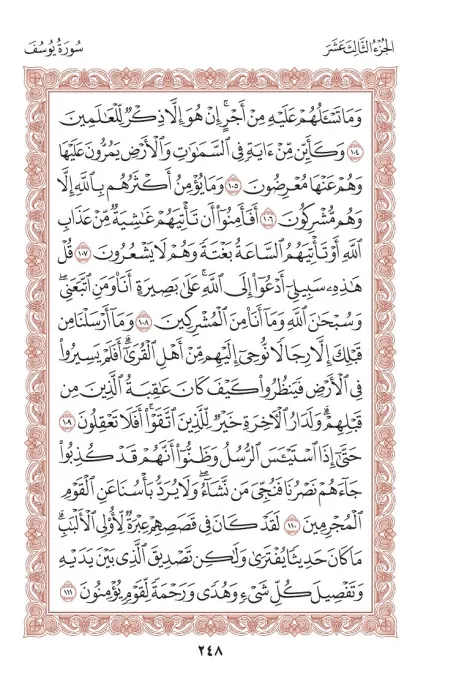 الجزء الثالث عشر
سورة يوسف
وَمَا تَسْـَٔلُهُمْ عَلَيْهِ مِنْ أَجْرٍ ۚ إِنْ هُوَ إِلَّا ذِكْرٌ لِّلْعَـٰلَمِينَ
١٠٤ وَكَأَيِّن مِّنْ ءَايَةٍ فِى ٱلسَّمَـٰوَٰتِ وَٱلْأَرْضِ يَمُرُّونَ عَلَيْهَا
وَهُمْ عَنْهَا مُعْرِضُونَ ١٠٥ وَمَا يُؤْمِنُ أَكْثَرُهُم بِٱللَّهِ إِلَّا
وَهُم مُّشْرِكُونَ ١٠٦ أَفَأَمِنُوٓا۟ أَن تَأْتِيَهُمْ غَـٰشِيَةٌ مِّنْ عَذَابِ
ٱللَّهِ أَوْ تَأْتِيَهُمُ ٱلسَّاعَةُ بَغْتَةً وَهُمْ لَا يَشْعُرُونَ ١٠٧ قُلْ
هَـٰذِهِۦ سَبِيلِىٓ أَدْعُوٓا۟ إِلَى ٱللَّهِ ۚ عَلَىٰ بَصِيرَةٍ أَنَا۠ وَمَنِ ٱتَّبَعَنِى ۖ
وَسُبْحَـٰنَ ٱللَّهِ وَمَآ أَنَا۠ مِنَ ٱلْمُشْرِكِينَ ١٠٨ وَمَآ أَرْسَلْنَا مِن
قَبْلِكَ إِلَّا رِجَالًا نُّوحِىٓ إِلَيْهِم مِّنْ أَهْلِ ٱلْقُرَىٰٓ ۗ أَفَلَمْ يَسِيرُوا۟
فِى ٱلْأَرْضِ فَيَنظُرُوا۟ كَيْفَ كَانَ عَـٰقِبَةُ ٱلَّذِينَ مِن
قَبْلِهِمْ ۗ وَلَدَارُ ٱلْـَٔاخِرَةِ خَيْرٌ لِّلَّذِينَ ٱتَّقَوْا۟ ۗ أَفَلَا تَعْقِلُونَ ١٠٩
حَتَّىٰٓ إِذَا ٱسْتَيْـَٔسَ ٱلرُّسُلُ وَظَنُّوٓا۟ أَنَّهُمْ قَدْ كُذِبُوا۟
جَآءَهُمْ نَصْرُنَا فَنُجِّىَ مَن نَّشَآءُ ۖ وَلَا يُرَدُّ بَأْسُنَا عَنِ ٱلْقَوْمِ
ٱلْمُجْرِمِينَ ١١٠ لَقَدْ كَانَ فِى قَصَصِهِمْ عِبْرَةٌ لِّأُو۟لِى ٱلْأَلْبَـٰبِ ۗ
مَا كَانَ حَدِيثًا يُفْتَرَىٰ وَلَـٰكِن تَصْدِيقَ ٱلَّذِى بَيْنَ يَدَيْهِ
وَتَفْصِيلَ كُلِّ شَىْءٍ وَهُدًى وَرَحْمَةً لِّقَوْمٍ يُؤْمِنُونَ ١١١
٢٤٨